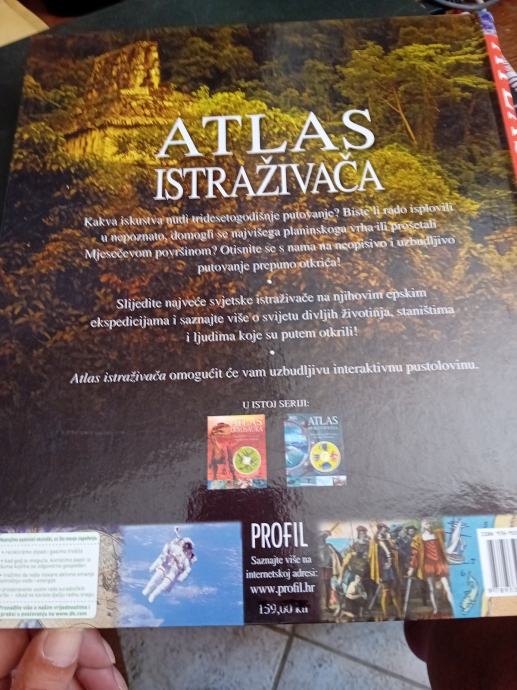 ATLAS
ISTRAŽIVAČA
Kakva iskustva nudi tridesetogodišnje putovanje? Biste li rado isplovili
u nepoznato, domogli se najvišega planinskoga vrha ili prošetali
Mjesečevom površinom? Otisnite se s nama na neopisivo i uzbudljivo
putovanje prepuno otkrića!
•
Slijedite najveće svjetske istraživače na njihovim epskim
ekspedicijama i saznajte više o svijetu divljih životinja, staništima
i ljudima koje su putem otkrili!
•
Atlas istraživača omogućit će vam uzbudljivu interaktivnu pustolovinu.
U ISTOJ SERIJI:
ATLAS
DINOSAURA
ATLAS
PROFIL
Saznajte više na
internetskoj adresi:
www.profil.hr
159,00 kn